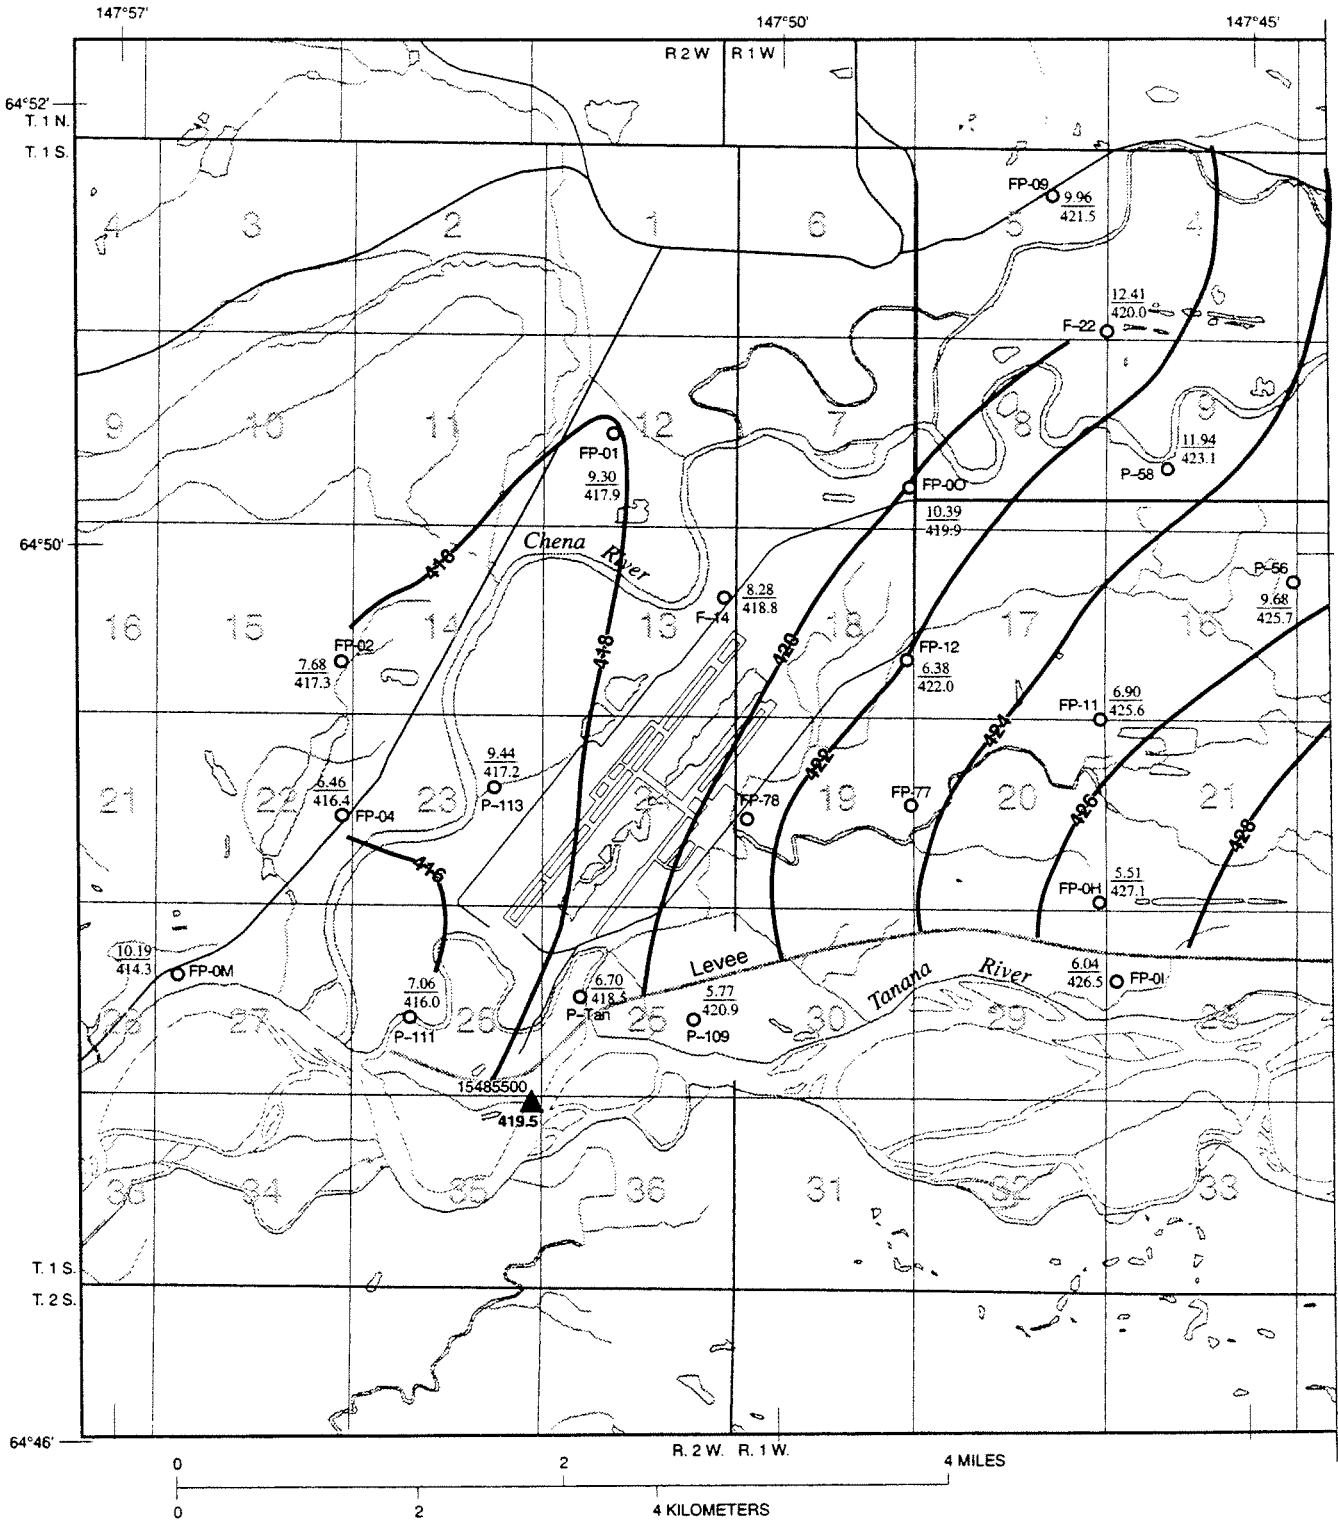 147°57'
147°50'
147°45'
R 2 W
R 1 W.
64°52'
T. 1 N.
T. 1 S.
FP-09
9.96
421.5
4
3
2
1
6
5
4
12.41
420.0
F-22
9
10
11
12
7
8
9
FP-01
9.30
417.9
11.94
423.1
P-58
FP-00
10.39
419.9
64°50'
418
Chena River
P-56
9.68
425.7
8.28
418.8
F-14
16
15
14
13
18
17
16
FP-02
7.68
417.3
418
420
FP-12
6.38
422.0
FP-11
6.90
425.6
424
422
9.44
417.2
P-113
6.46
416.4
FP-04
21
22
23
24
19
20
21
FP-78
FP-77
426
428
416
5.51
427.1
FP-0H
10.19
414.3
FP-0M
Levee
Tanana River
6.04
426.5
FP-0I
7.06
416.0
P-111
6.70
418.5
P-Tan
5.77
420.9
P-109
28
27
26
25
30
29
28
15485500
419.5
33
34
35
36
31
32
33
T. 1 S.
T. 2 S.
64°46'
R. 2 W.
R. 1 W.
0 2 4 MILES
0 2 4 KILOMETERS